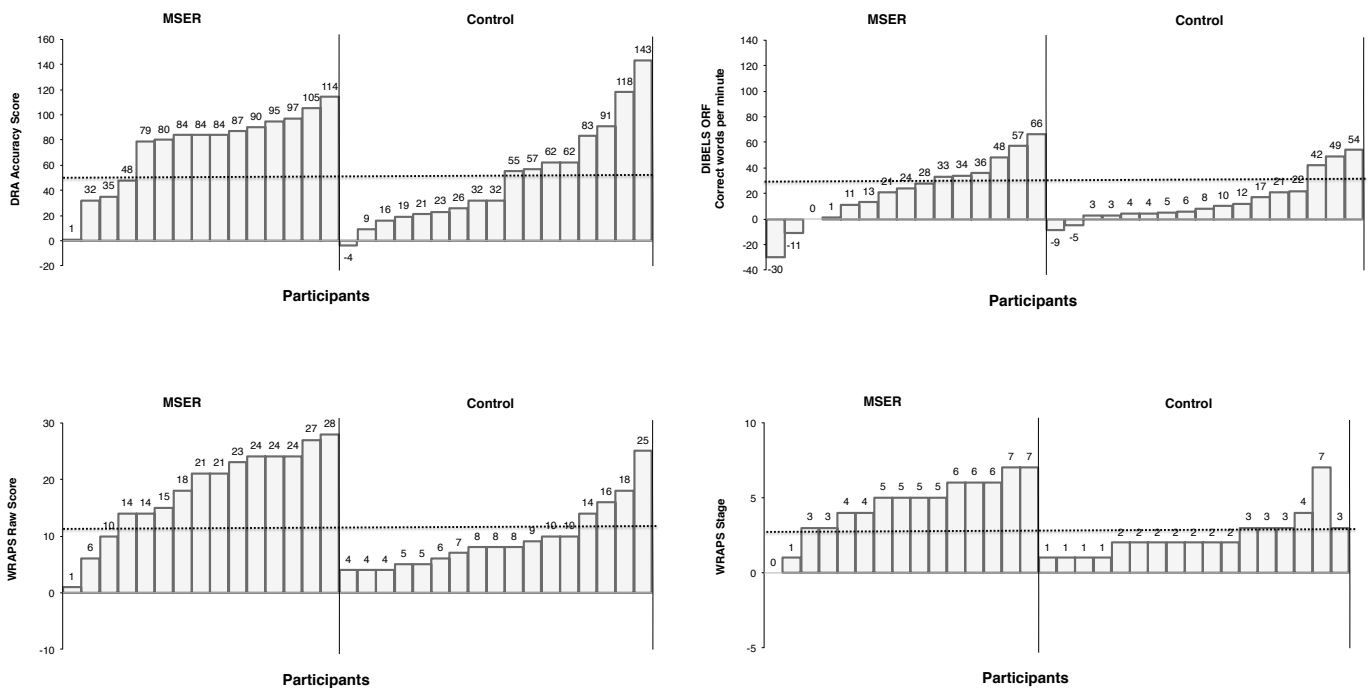 MSER Control
DRA Accuracy Score
160
140
120
100
80
60
40
20
0
-20
1 32 35 48 79 80 84 84 84 87 90 95 97 105 114
-4 9 16 19 21 23 26 32 32 55 57 62 62 83 91 118 143
Participants
MSER Control
DIBELS ORF
Correct words per minute
140
120
100
80
60
40
20
0
-20
-40
-30 -11 0 1 11 13 21 24 28 33 34 36 48 57 66
-9 -5 3 3 4 4 5 6 8 10 12 17 21 22 42 49 54
Participants
MSER Control
WRAPS Raw Score
30
20
10
0
-10
1 6 10 14 14 15 18 21 21 23 24 24 24 27 28
4 4 4 5 5 6 7 8 8 8 9 10 10 14 16 18 25
Participants
MSER Control
WRAPS Stage
10
5
0
-5
0 1 3 3 4 4 5 5 5 5 6 6 6 7 7
1 1 1 1 2 2 2 2 2 2 2 3 3 3 4 7 3
Participants